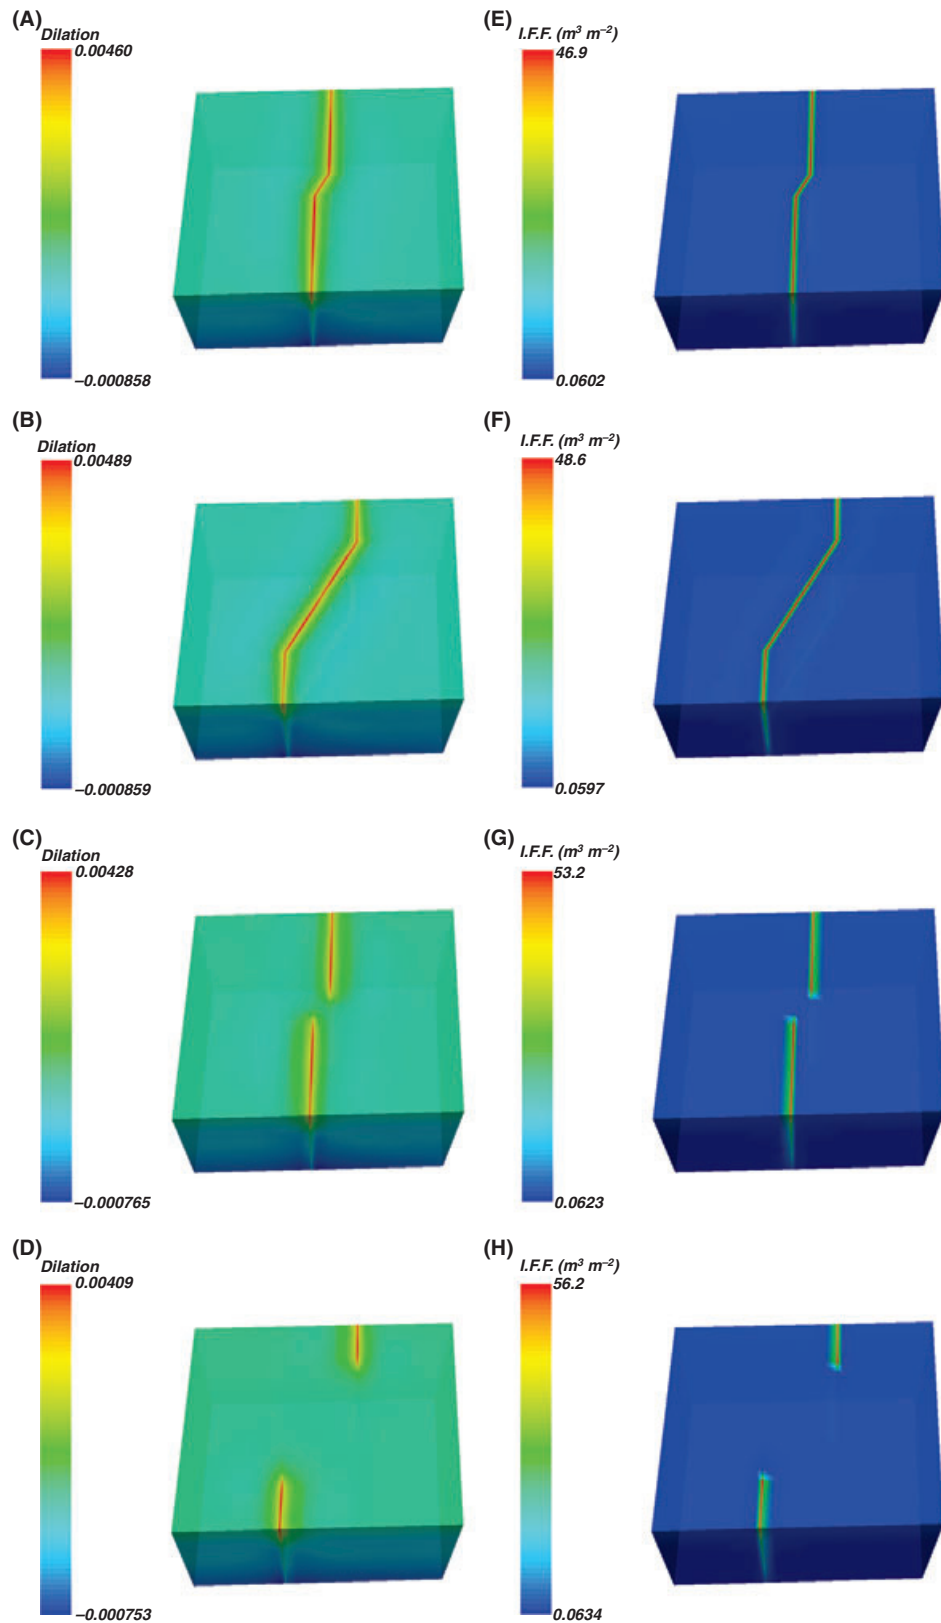 (A)
Dilation
0.00460
–0.000858
(E)
I.F.F. (m³ m⁻²)
46.9
0.0602
(B)
Dilation
0.00489
–0.000859
(F)
I.F.F. (m³ m⁻²)
48.6
0.0597
(C)
Dilation
0.00428
–0.000765
(G)
I.F.F. (m³ m⁻²)
53.2
0.0623
(D)
Dilation
0.00409
–0.000753
(H)
I.F.F. (m³ m⁻²)
56.2
0.0634